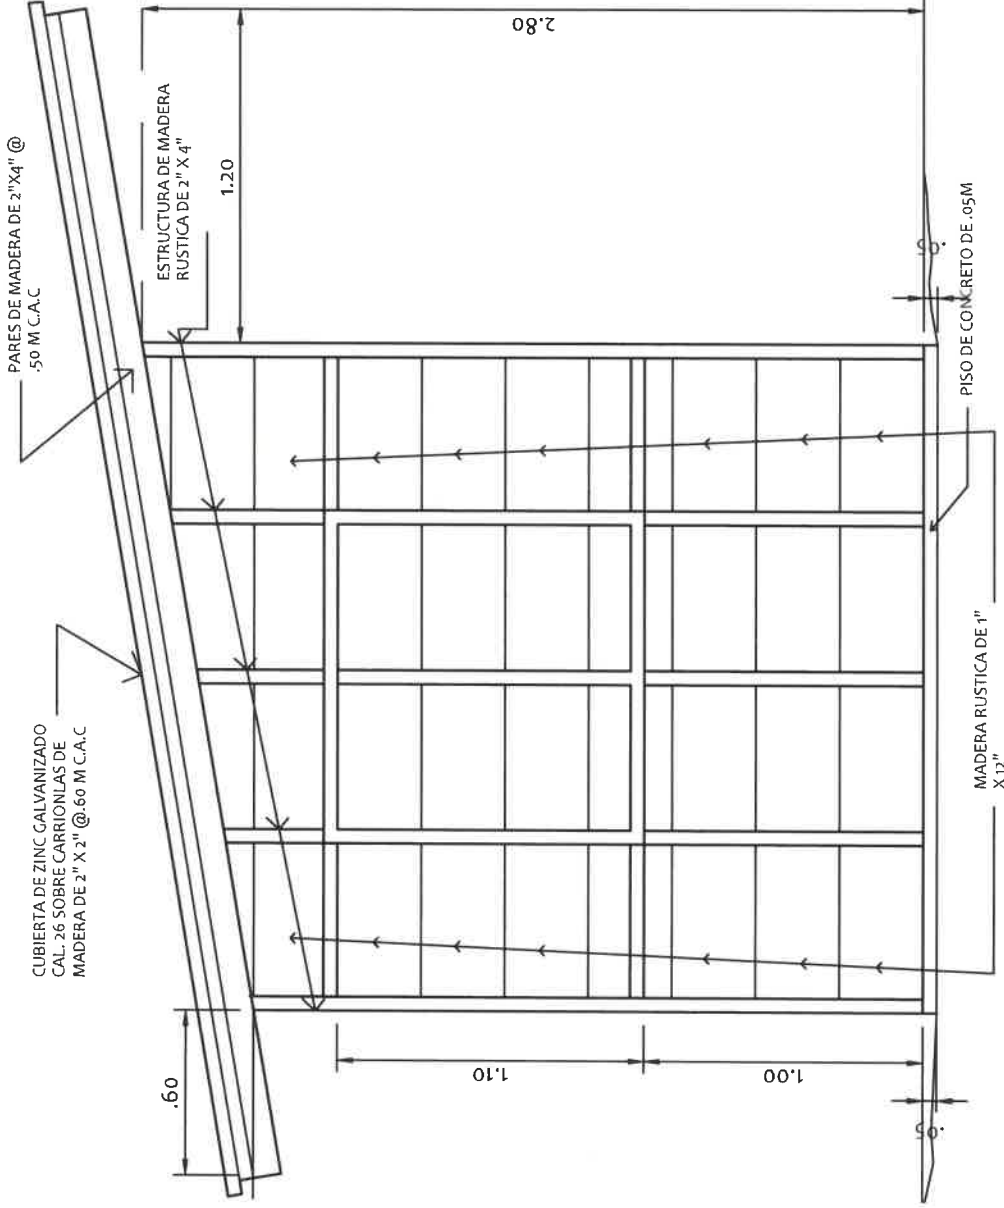 PARES DE MADERA DE 2"X4" @
.50 M C.A.C
CUBIERTA DE ZINC GALVANIZADO
CAL. 26 SOBRE CARRIONLAS DE
MADERA DE 2" X 2" @.60 M C.A.C
ESTRUCTURA DE MADERA
RUSTICA DE 2" X 4"
2.80
1.20
.60
1.10
1.00
.05
.05
PISO DE CONCRETO DE .05M
MADERA RUSTICA DE 1"
X 12"